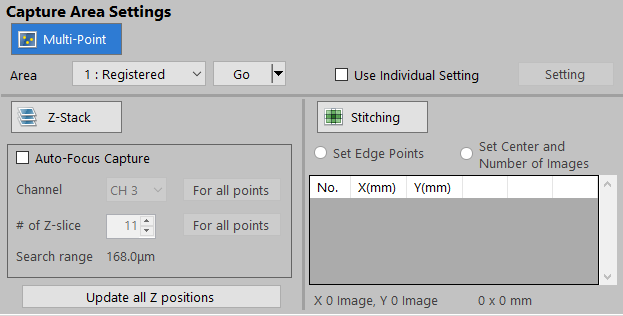 Capture Area Settings
Multi-Point
Area 1 : Registered Go Use Individual Setting Setting
Z-Stack
Auto-Focus Capture
Channel CH 3 For all points
# of Z-slice 11 For all points
Search range 168.0µm
Update all Z positions
Stitching
Set Edge Points
Set Center and
Number of Images
No. X(mm) Y(mm)
X 0 Image, Y 0 Image 0 x 0 mm